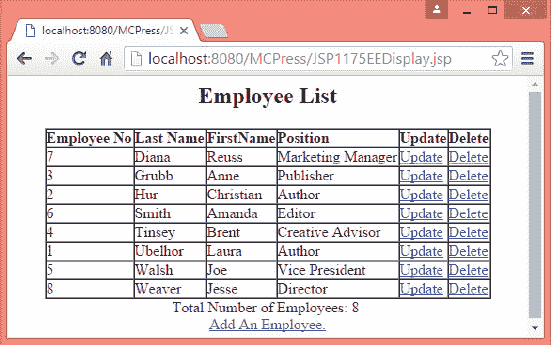 localhost:8080/MCPress/JSP
localhost:8080/MCPress/JSP1175EEDisplay.jsp
Employee List
Employee No Last Name FirstName Position Update Delete
7 Diana Reuss Marketing Manager Update Delete
3 Grubb Anne Publisher Update Delete
2 Hur Christian Author Update Delete
6 Smith Amanda Editor Update Delete
4 Tinsey Brent Creative Advisor Update Delete
1 Ubelhor Laura Author Update Delete
5 Walsh Joe Vice President Update Delete
8 Weaver Jesse Director Update Delete
Total Number of Employees: 8
Add An Employee.